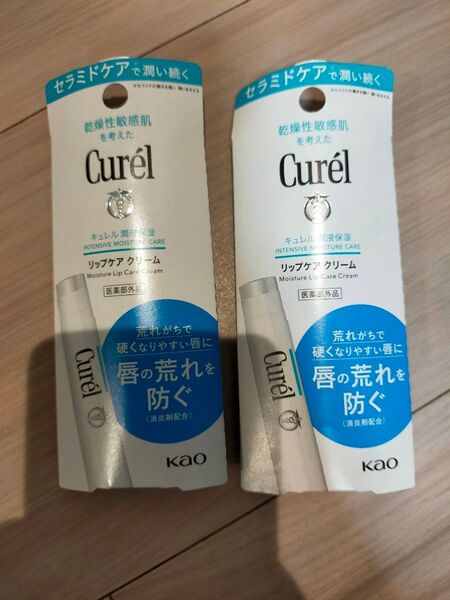 セラミドケアで潤い続く
乾燥性敏感肌
を考えた
Curél
キュレル 潤浸保湿
INTENSIVE MOISTURE CARE
リップケア クリーム
Moisture Lip Care Cream
医薬部外品
荒れがちで
硬くなりやすい唇に
唇の荒れを
防ぐ
(消炎剤配合)
Curél
Kao
セラミドケアで潤い続く
乾燥性敏感肌
を考えた
Curél
キュレル 潤浸保湿
INTENSIVE MOISTURE CARE
リップケア クリーム
Moisture Lip Care Cream
医薬部外品
荒れがちで
硬くなりやすい唇に
唇の荒れを
防ぐ
(消炎剤配合)
Curél
Kao